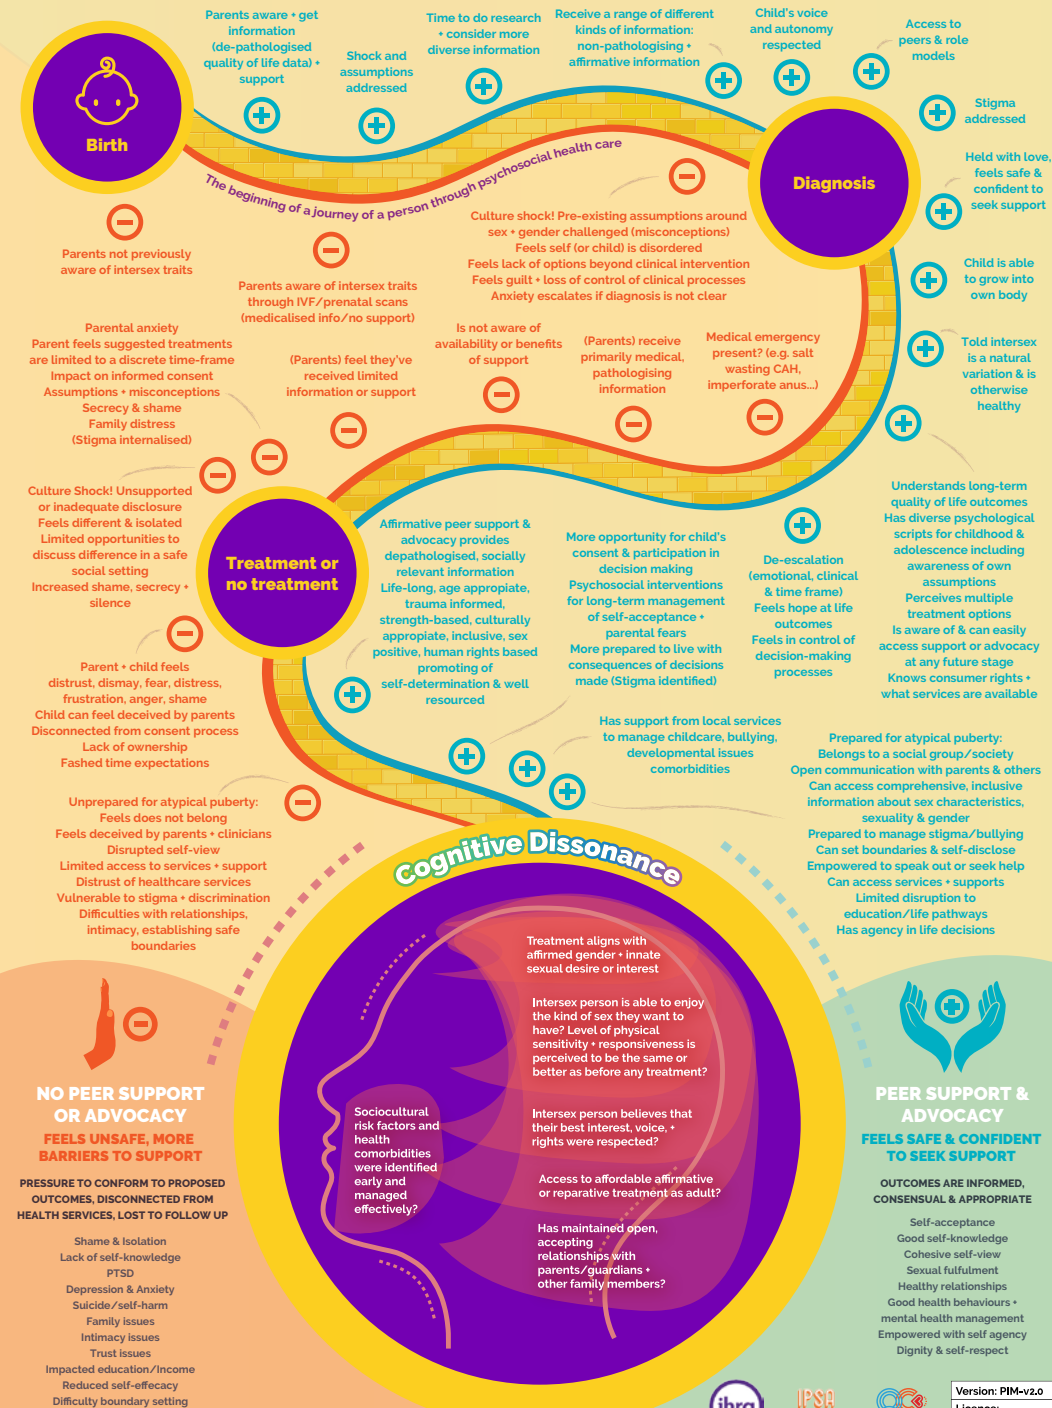 Parents aware + get
information
(de-pathologised
quality of life data) +
support
Shock and
assumptions
addressed
Time to do research
+ consider more
diverse information
Receive a range of different
kinds of information:
non-pathologising +
affirmative information
Child's voice
and autonomy
respected
Access to
peers & role
models
Stigma
addressed
Held with love,
feels safe &
confident to
seek support
Child is able
to grow into
own body
Told intersex
is a natural
variation & is
otherwise
healthy
Birth
The beginning of a journey of a person through psychosocial health care
Diagnosis
Parents not previously
aware of intersex traits
Parents aware of intersex traits
through IVF/prenatal scans
(medicalised info/no support)
Culture shock! Pre-existing assumptions around
sex + gender challenged (misconceptions)
Feels self (or child) is disordered
Feels lack of options beyond clinical intervention
Feels guilt + loss of control of clinical processes
Anxiety escalates if diagnosis is not clear
Parental anxiety
Parent feels suggested treatments
are limited to a discrete time-frame
Impact on informed consent
Assumptions + misconceptions
Secrecy & shame
Family distress
(Stigma internalised)
(Parents) feel they've
received limited
information or support
Is not aware of
availability or benefits
of support
(Parents) receive
primarily medical,
pathologising
information
Medical emergency
present? (e.g. salt
wasting CAH,
imperforate anus...)
Culture Shock! Unsupported
or inadequate disclosure
Feels different & isolated
Limited opportunities to
discuss difference in a safe
social setting
Increased shame, secrecy +
silence
Treatment or
no treatment
Affirmative peer support &
advocacy provides
depathologised, socially
relevant information
Life-long, age appropiate,
trauma informed,
strength-based, culturally
appropiate, inclusive, sex
positive, human rights based
promoting of
self-determination & well
resourced
More opportunity for child's
consent & participation in
decision making
Psychosocial interventions
for long-term management
of self-acceptance +
parental fears
More prepared to live with
consequences of decisions
made (Stigma identified)
De-escalation
(emotional, clinical
& time frame)
Feels hope at life
outcomes
Feels in control of
decision-making
processes
Understands long-term
quality of life outcomes
Has diverse psychological
scripts for childhood &
adolescence including
awareness of own
assumptions
Perceives multiple
treatment options
Is aware of & can easily
access support or advocacy
at any future stage
Knows consumer rights +
what services are available
Parent + child feels
distrust, dismay, fear, distress,
frustration, anger, shame
Child can feel deceived by parents
Disconnected from consent process
Lack of ownership
Fashed time expectations
Has support from local services
to manage childcare, bullying,
developmental issues
comorbidities
Prepared for atypical puberty:
Belongs to a social group/society
Open communication with parents & others
Can access comprehensive, inclusive
information about sex characteristics,
sexuality & gender
Prepared to manage stigma/bullying
Can set boundaries & self-disclose
Empowered to speak out or seek help
Can access services + supports
Limited disruption to
education/life pathways
Has agency in life decisions
Unprepared for atypical puberty:
Feels does not belong
Feels deceived by parents + clinicians
Disrupted self-view
Limited access to services + support
Distrust of healthcare services
Vulnerable to stigma + discrimination
Difficulties with relationships,
intimacy, establishing safe
boundaries
Cognitive Dissonance
Treatment aligns with
affirmed gender + innate
sexual desire or interest
Intersex person is able to enjoy
the kind of sex they want to
have? Level of physical
sensitivity + responsiveness is
perceived to be the same or
better as before any treatment?
Intersex person believes that
their best interest, voice, +
rights were respected?
Access to affordable affirmative
or reparative treatment as adult?
Has maintained open,
accepting
relationships with
parents/guardians +
other family members?
Sociocultural
risk factors and
health
comorbidities
were identified
early and
managed
effectively?
NO PEER SUPPORT
OR ADVOCACY
FEELS UNSAFE, MORE
BARRIERS TO SUPPORT
PRESSURE TO CONFORM TO PROPOSED
OUTCOMES, DISCONNECTED FROM
HEALTH SERVICES, LOST TO FOLLOW UP
Shame & Isolation
Lack of self-knowledge
PTSD
Depression & Anxiety
Suicide/self-harm
Family issues
Intimacy issues
Trust issues
Impacted education/Income
Reduced self-effecacy
Difficulty boundary setting
PEER SUPPORT &
ADVOCACY
FEELS SAFE & CONFIDENT
TO SEEK SUPPORT
OUTCOMES ARE INFORMED,
CONSENSUAL & APPROPRIATE
Self-acceptance
Good self-knowledge
Cohesive self-view
Sexual fulfulment
Healthy relationships
Good health behaviours +
mental health management
Empowered with self agency
Dignity & self-respect
ihra
IPSA
Version: PIM-v2.0
Licence: